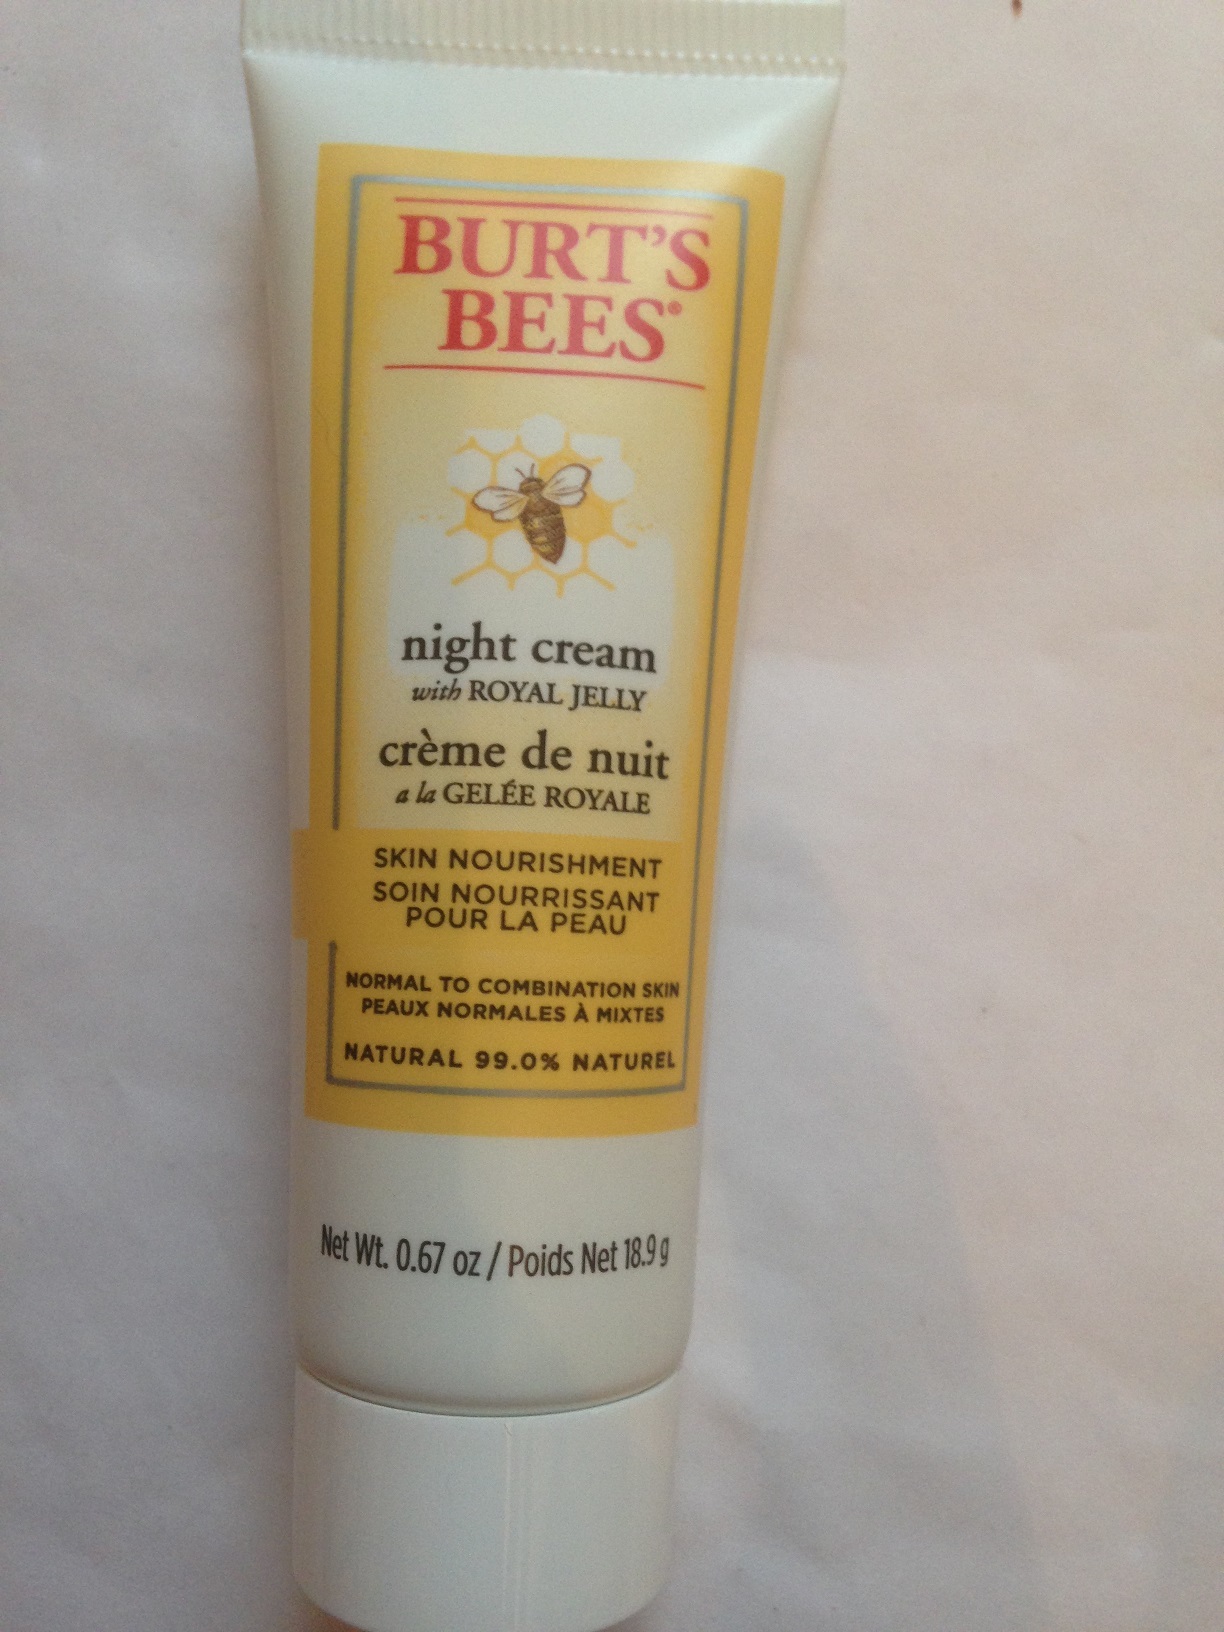 BURT'S
BEES®
night cream
with ROYAL JELLY
crème de nuit
a la GELÉE ROYALE
SKIN NOURISHMENT
SOIN NOURRISSANT
POUR LA PEAU
NORMAL TO COMBINATION SKIN
PEAUX NORMALES À MIXTES
NATURAL 99.0% NATUREL
Net Wt. 0.67 oz / Poids Net 18.9 g